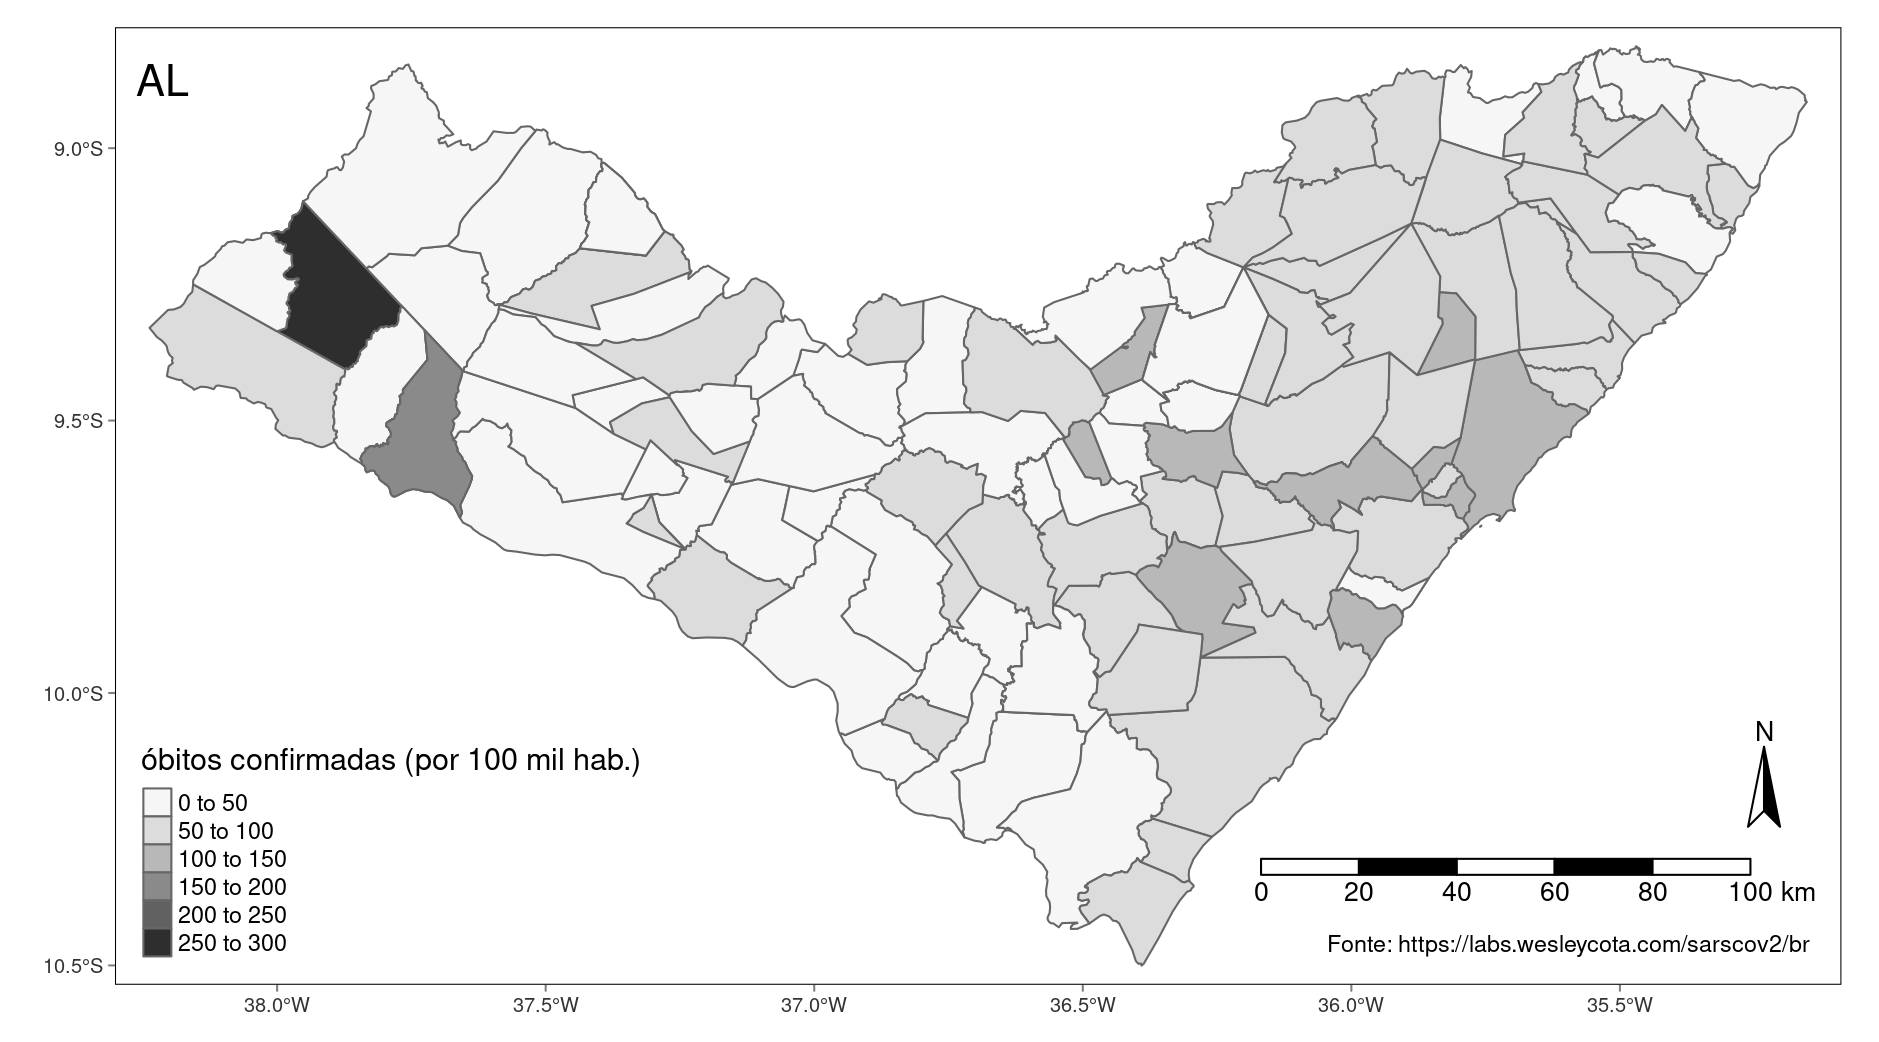 AL
9.0°S
9.5°S
10.0°S
10.5°S
óbitos confirmadas (por 100 mil hab.)
0 to 50
50 to 100
100 to 150
150 to 200
200 to 250
250 to 300
N
0 20 40 60 80 100 km
Fonte: https://labs.wesleycota.com/sarscov2/br
38.0°W 37.5°W 37.0°W 36.5°W 36.0°W 35.5°W